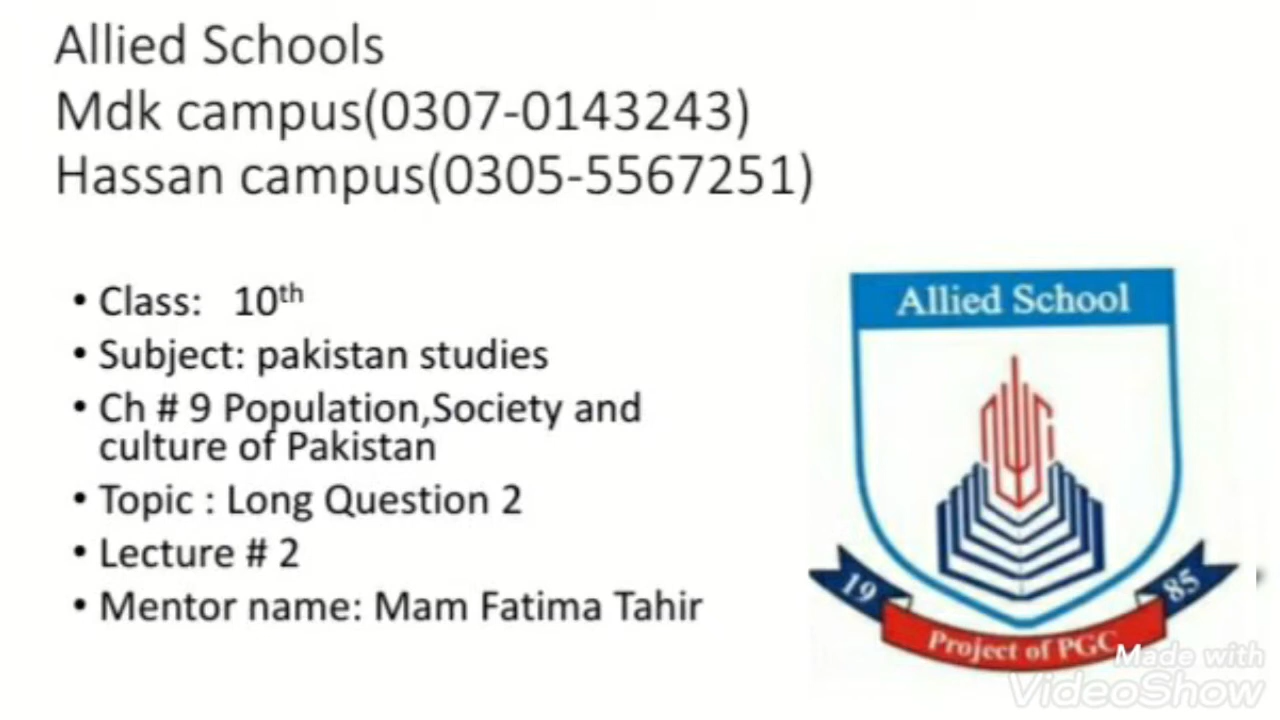 Allied Schools
Mdk campus(0307-0143243)
Hassan campus(0305-5567251)
• Class: 10th
• Subject: pakistan studies
• Ch # 9 Population,Society and
culture of Pakistan
• Topic : Long Question 2
• Lecture # 2
• Mentor name: Mam Fatima Tahir
Allied School
19 85
Project of PGC
Made with
VideoShow